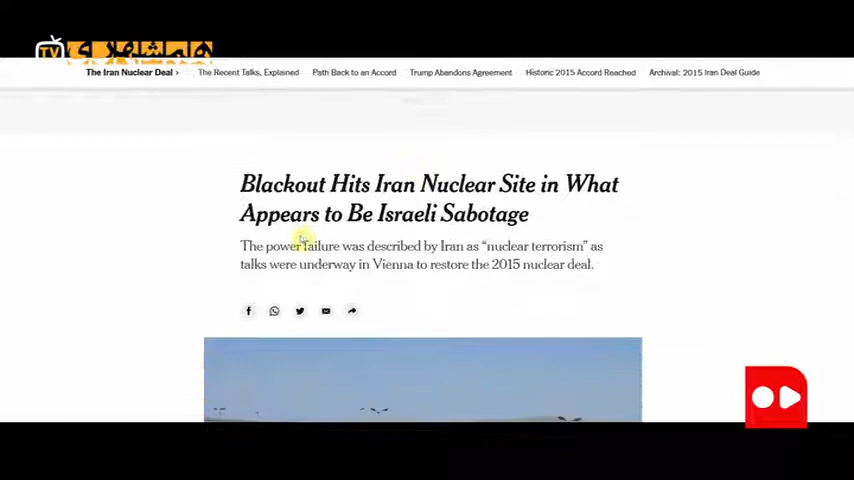 TV همشهری
The Iran Nuclear Deal › The Recent Talks, Explained Path Back to an Accord Trump Abandons Agreement Historic 2015 Accord Reached Archival: 2015 Iran Deal Guide
Blackout Hits Iran Nuclear Site in What
Appears to Be Israeli Sabotage
The power failure was described by Iran as “nuclear terrorism” as
talks were underway in Vienna to restore the 2015 nuclear deal.